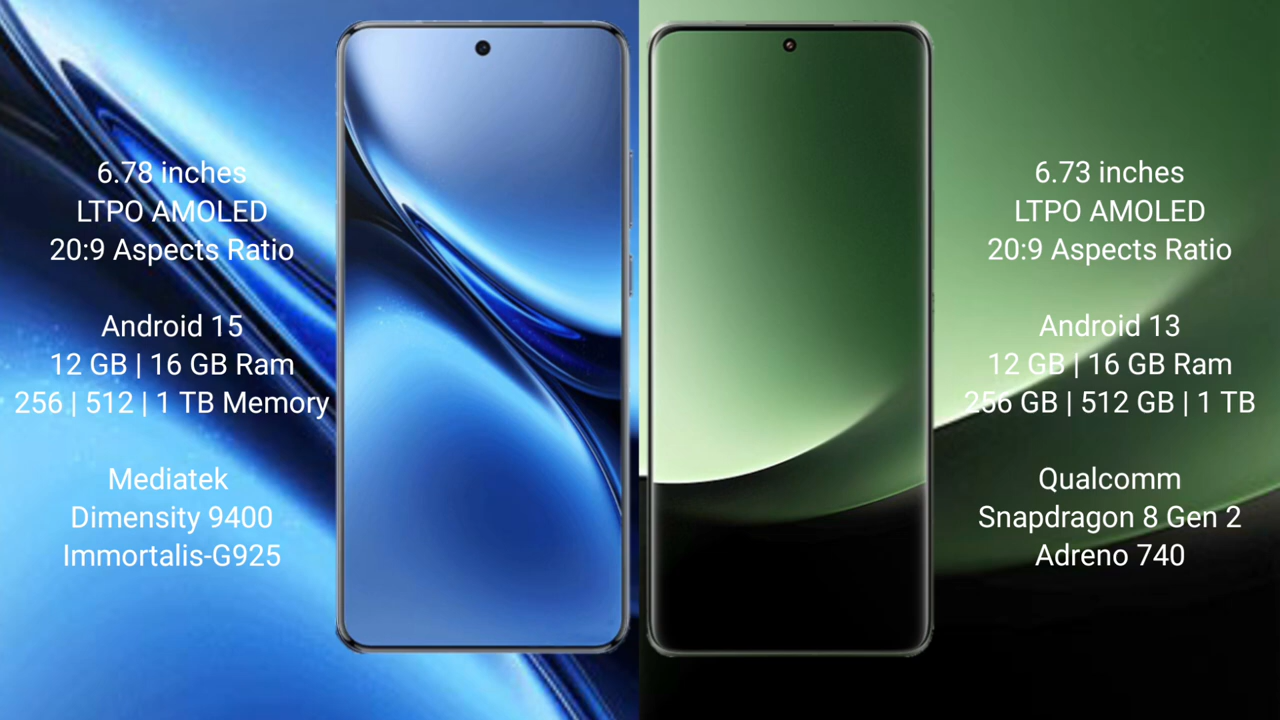 6.78 inches
LTPO AMOLED
20:9 Aspects Ratio
Android 15
12 GB | 16 GB Ram
256 | 512 | 1 TB Memory
Mediatek
Dimensity 9400
Immortalis-G925
6.73 inches
LTPO AMOLED
20:9 Aspects Ratio
Android 13
12 GB | 16 GB Ram
256 GB | 512 GB | 1 TB
Qualcomm
Snapdragon 8 Gen 2
Adreno 740